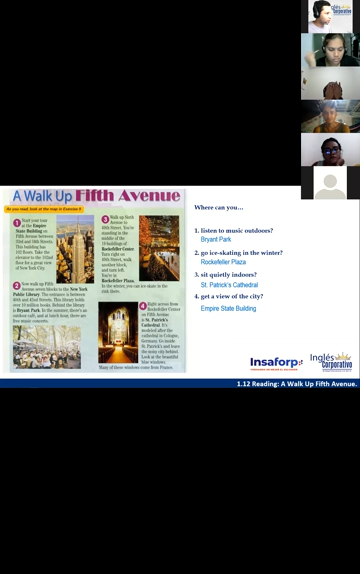 Inglés
Corporativo
A Walk Up Fifth Avenue
As you read, look at the map in Exercise 9.
1 Start your tour
at the Empire
State Building on
Fifth Avenue between
33rd and 34th Streets.
This building has
102 floors. Take the
elevator to the 102nd
floor for a great view
of New York City.
2 Now walk up Fifth
Avenue seven blocks to the New York
Public Library. The entrance is between
40th and 42nd Streets. This library holds
over 10 million books. Behind the library
is Bryant Park. In the summer, there's an
outdoor café, and at lunch hour, there are
free music concerts.
3 Walk up Sixth
Avenue to
49th Street. You're
standing in the
middle of the
19 buildings of
Rockefeller Center.
Turn right on
49th Street, walk
another block,
and turn left.
You're in
Rockefeller Plaza.
In the winter, you can ice-skate in the
rink there.
4 Right across from
Rockefeller Center
on Fifth Avenue
is St. Patrick's
Cathedral. It's
modeled after the
cathedral in Cologne,
Germany. Go inside
St. Patrick's and leave
the noisy city behind.
Look at the beautiful
blue windows.
Many of these windows come from France.
Where can you…
1. listen to music outdoors?
Bryant Park
2. go ice-skating in the winter?
Rockefeller Plaza
3. sit quietly indoors?
St. Patrick's Cathedral
4. get a view of the city?
Empire State Building
Insaforp
Inglés
Corporativo
1.12 Reading: A Walk Up Fifth Avenue.